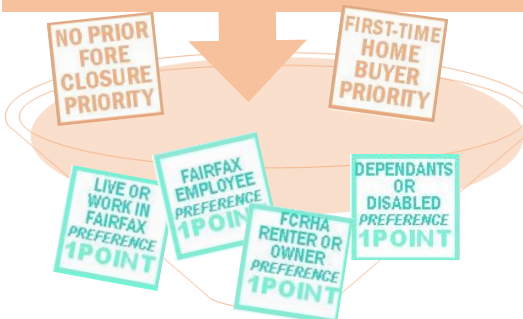 NO PRIOR
FORE
CLOSURE
PRIORITY
FIRST-TIME
HOME
BUYER
PRIORITY
LIVE OR
WORK IN
FAIRFAX
PREFERENCE
1POINT
FAIRFAX
EMPLOYEE
PREFERENCE
1POINT
FCRHA
RENTER OR
OWNER
PREFERENCE
1POINT
DEPENDANTS
OR
DISABLED
PREFERENCE
1POINT